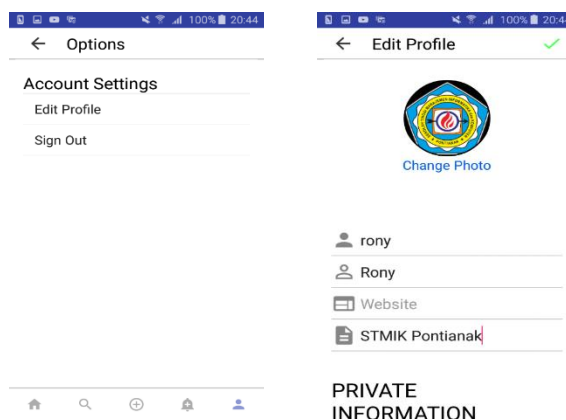 100% 20:44
Options
Account Settings
Edit Profile
Sign Out
100% 20:44
Edit Profile
Change Photo
rony
Rony
Website
STMIK Pontianak
PRIVATE
INFORMATION